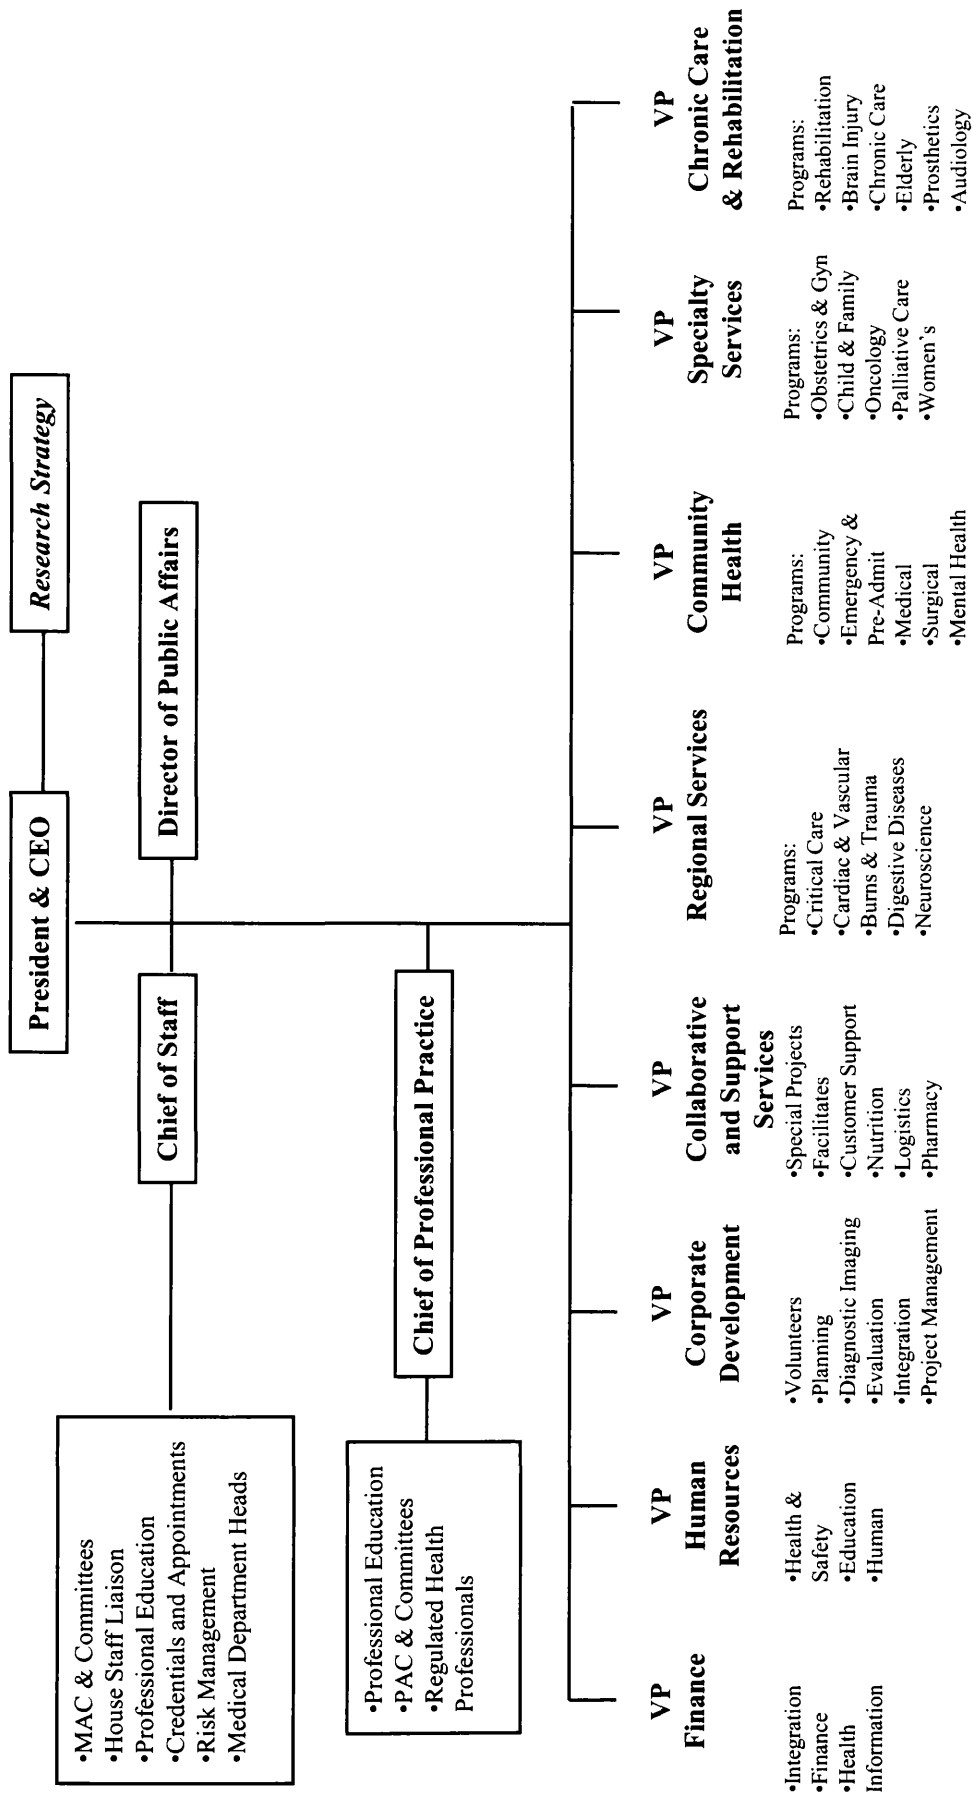 President & CEO
Research Strategy
Chief of Staff
Director of Public Affairs
•MAC & Committees
•House Staff Liaison
•Professional Education
•Credentials and Appointments
•Risk Management
•Medical Department Heads
Chief of Professional Practice
•Professional Education
•PAC & Committees
•Regulated Health
Professionals
VP
Finance
•Integration
•Finance
•Health
Information
VP
Human
Resources
•Health &
Safety
•Education
•Human
VP
Corporate
Development
•Volunteers
•Planning
•Diagnostic Imaging
•Evaluation
•Integration
•Project Management
VP
Collaborative
and Support
Services
•Special Projects
•Facilitates
•Customer Support
•Nutrition
•Logistics
•Pharmacy
VP
Regional Services
Programs:
•Critical Care
•Cardiac & Vascular
•Burns & Trauma
•Digestive Diseases
•Neuroscience
VP
Community
Health
Programs:
•Community
•Emergency &
Pre-Admit
•Medical
•Surgical
•Mental Health
VP
Specialty
Services
Programs:
•Obstetrics & Gyn
•Child & Family
•Oncology
•Palliative Care
•Women's
VP
Chronic Care
& Rehabilitation
Programs:
•Rehabilitation
•Brain Injury
•Chronic Care
•Elderly
•Prosthetics
•Audiology